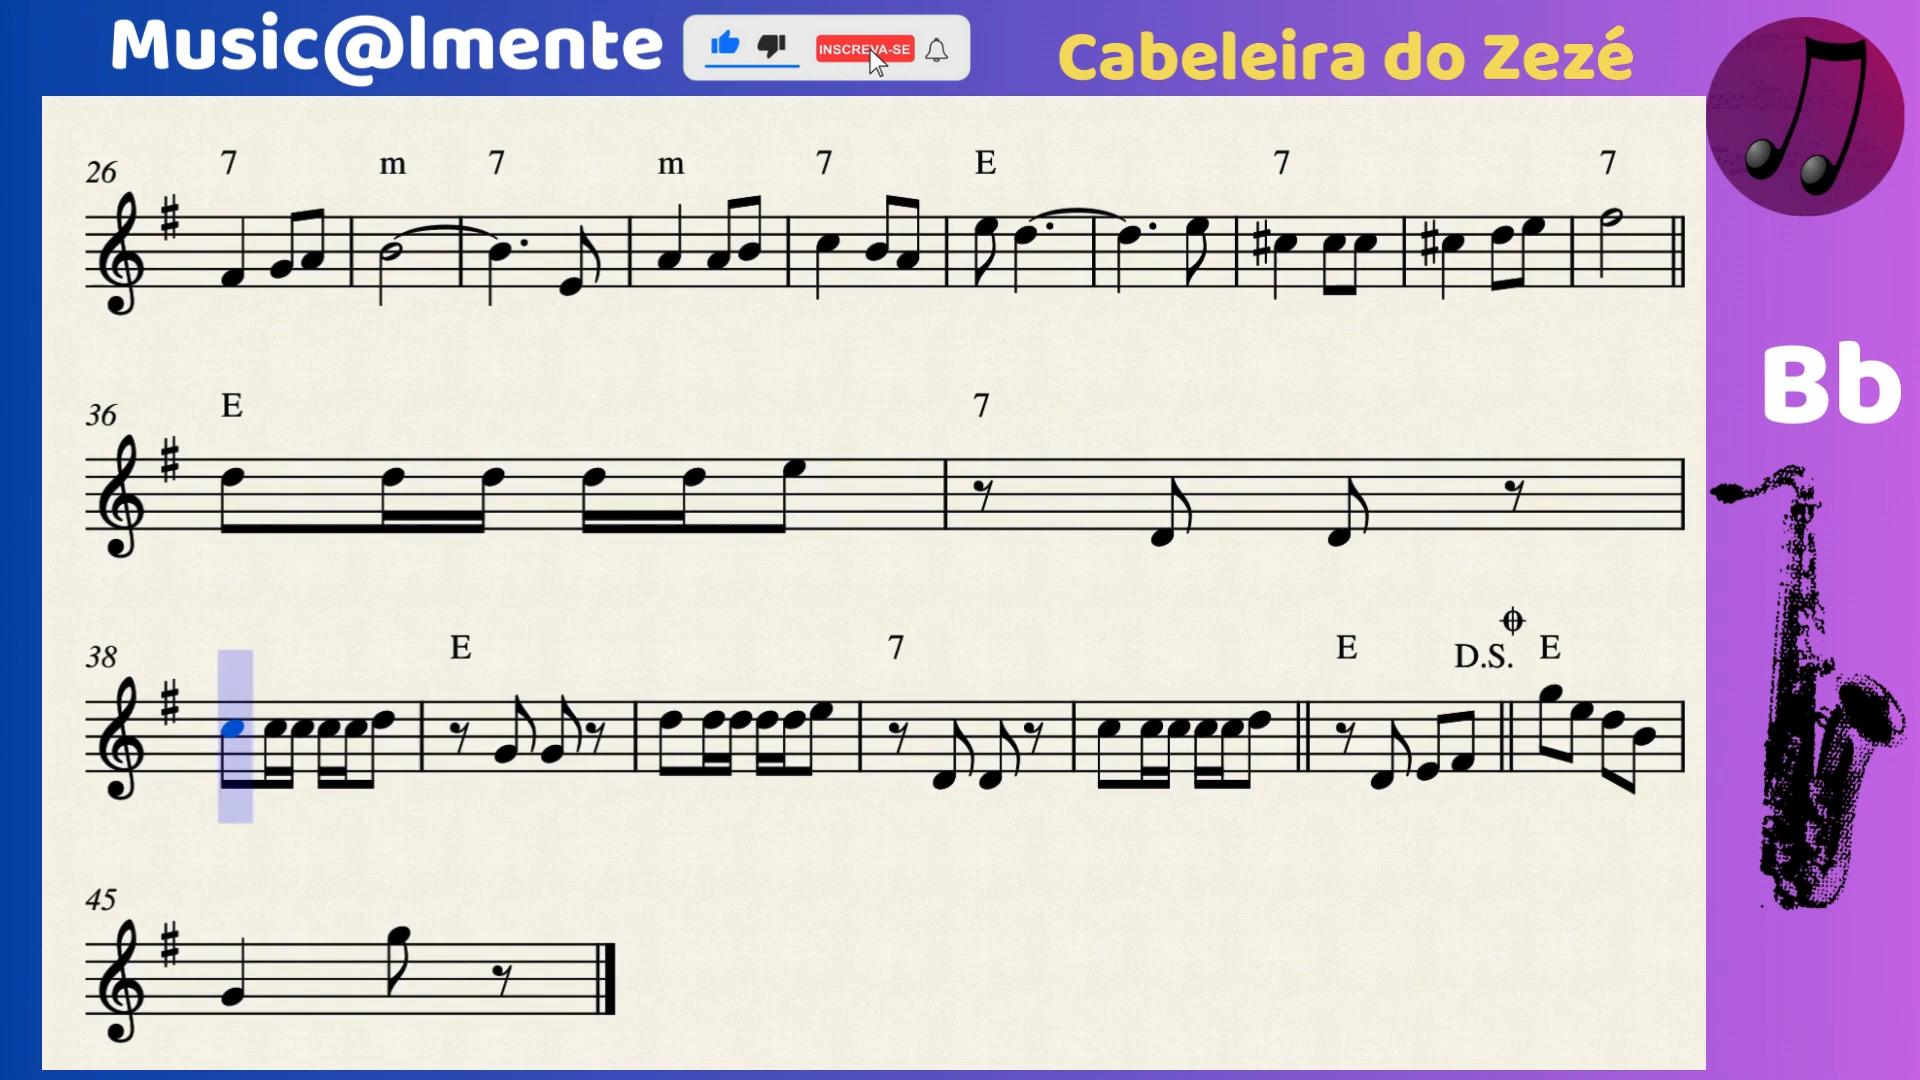 Music@lmente
INSCREVA-SE
Cabeleira do Zezé
26 7 m 7 m 7 E 7 7
Bb
36 E 7
38 E 7 E D.S. E
45